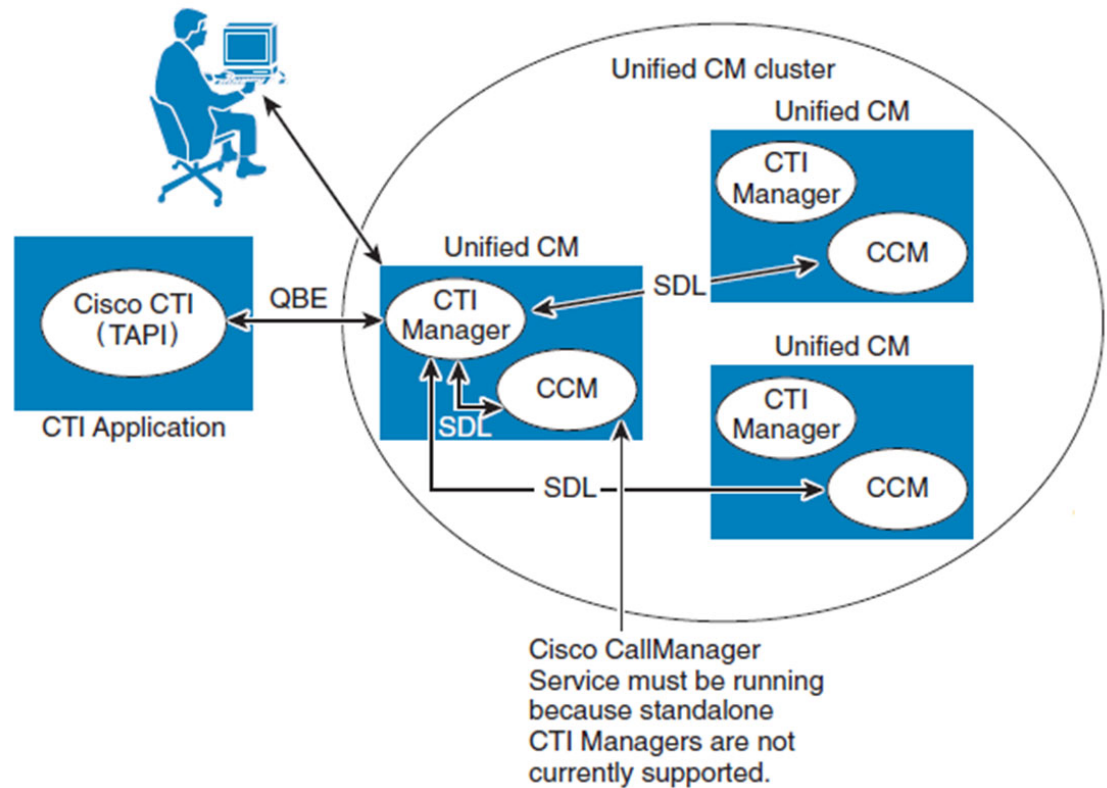 Unified CM cluster
Unified CM
CTI
Manager
CCM
SDL
Unified CM
CTI
Manager
CCM
SDL
QBE
Cisco CTI
(TAPI)
CTI Application
Unified CM
CTI
Manager
CCM
SDL
Cisco CallManager
Service must be running
because standalone
CTI Managers are not
currently supported.